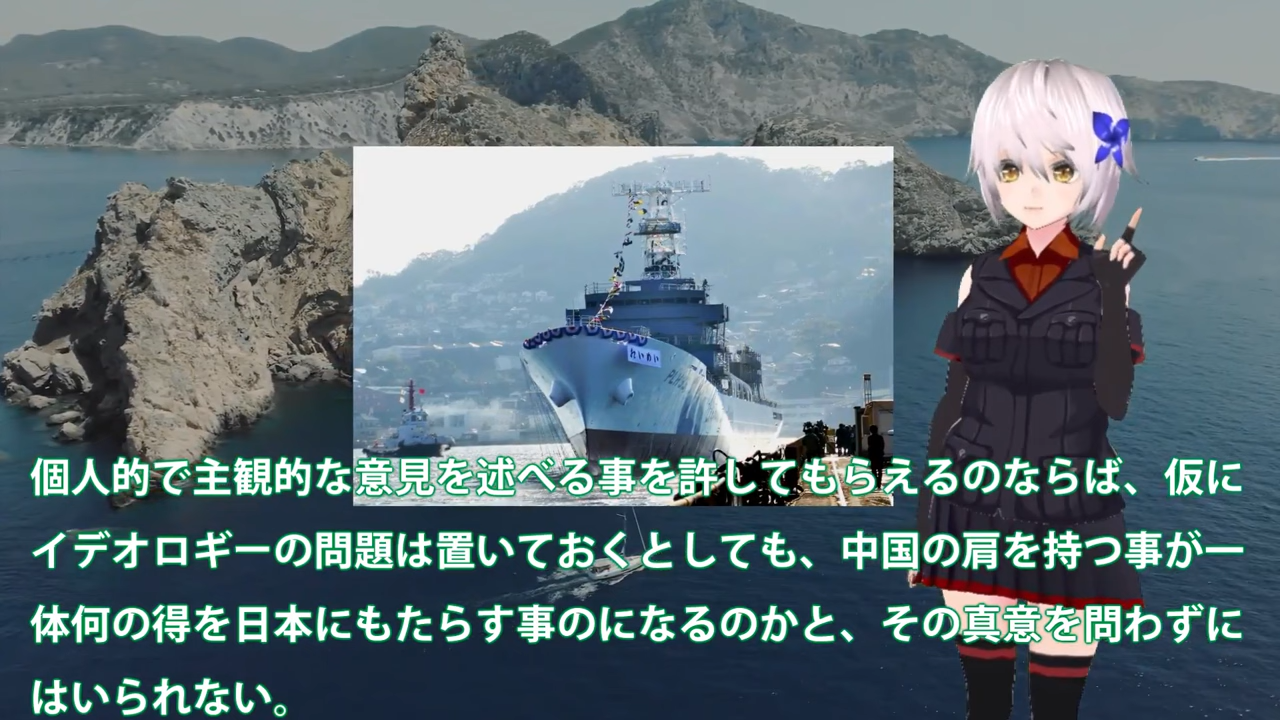 けいかい
個人的で主観的な意見を述べる事を許してもらえるのならば、仮に
イデオロギーの問題は置いておくとしても、中国の肩を持つ事が一
体何の得を日本にもたらす事のになるのかと、その真意を問わずに
はいられない。